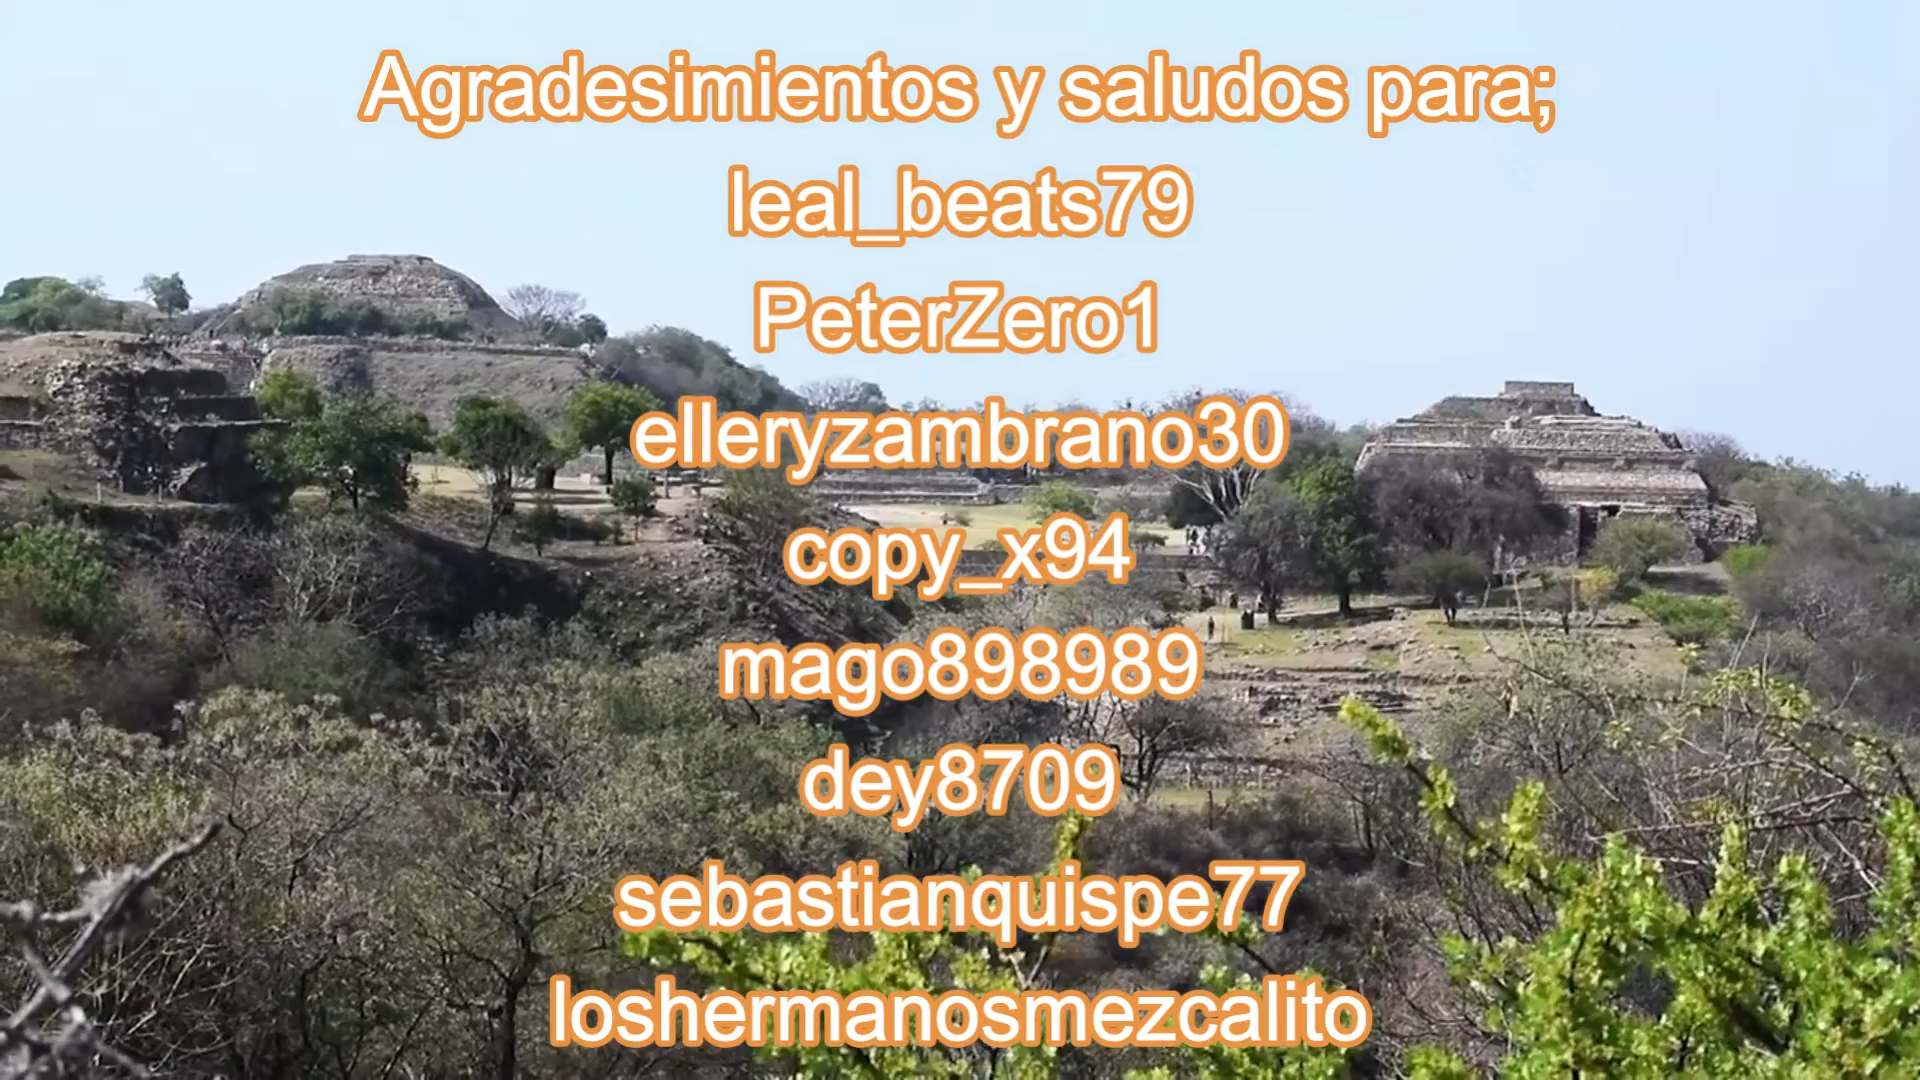 Agradesimientos y saludos para;
leal_beats79
PeterZero1
elleryzambrano30
copy_x94
mago898989
dey8709
sebastianquispe77
loshermanosmezcalito